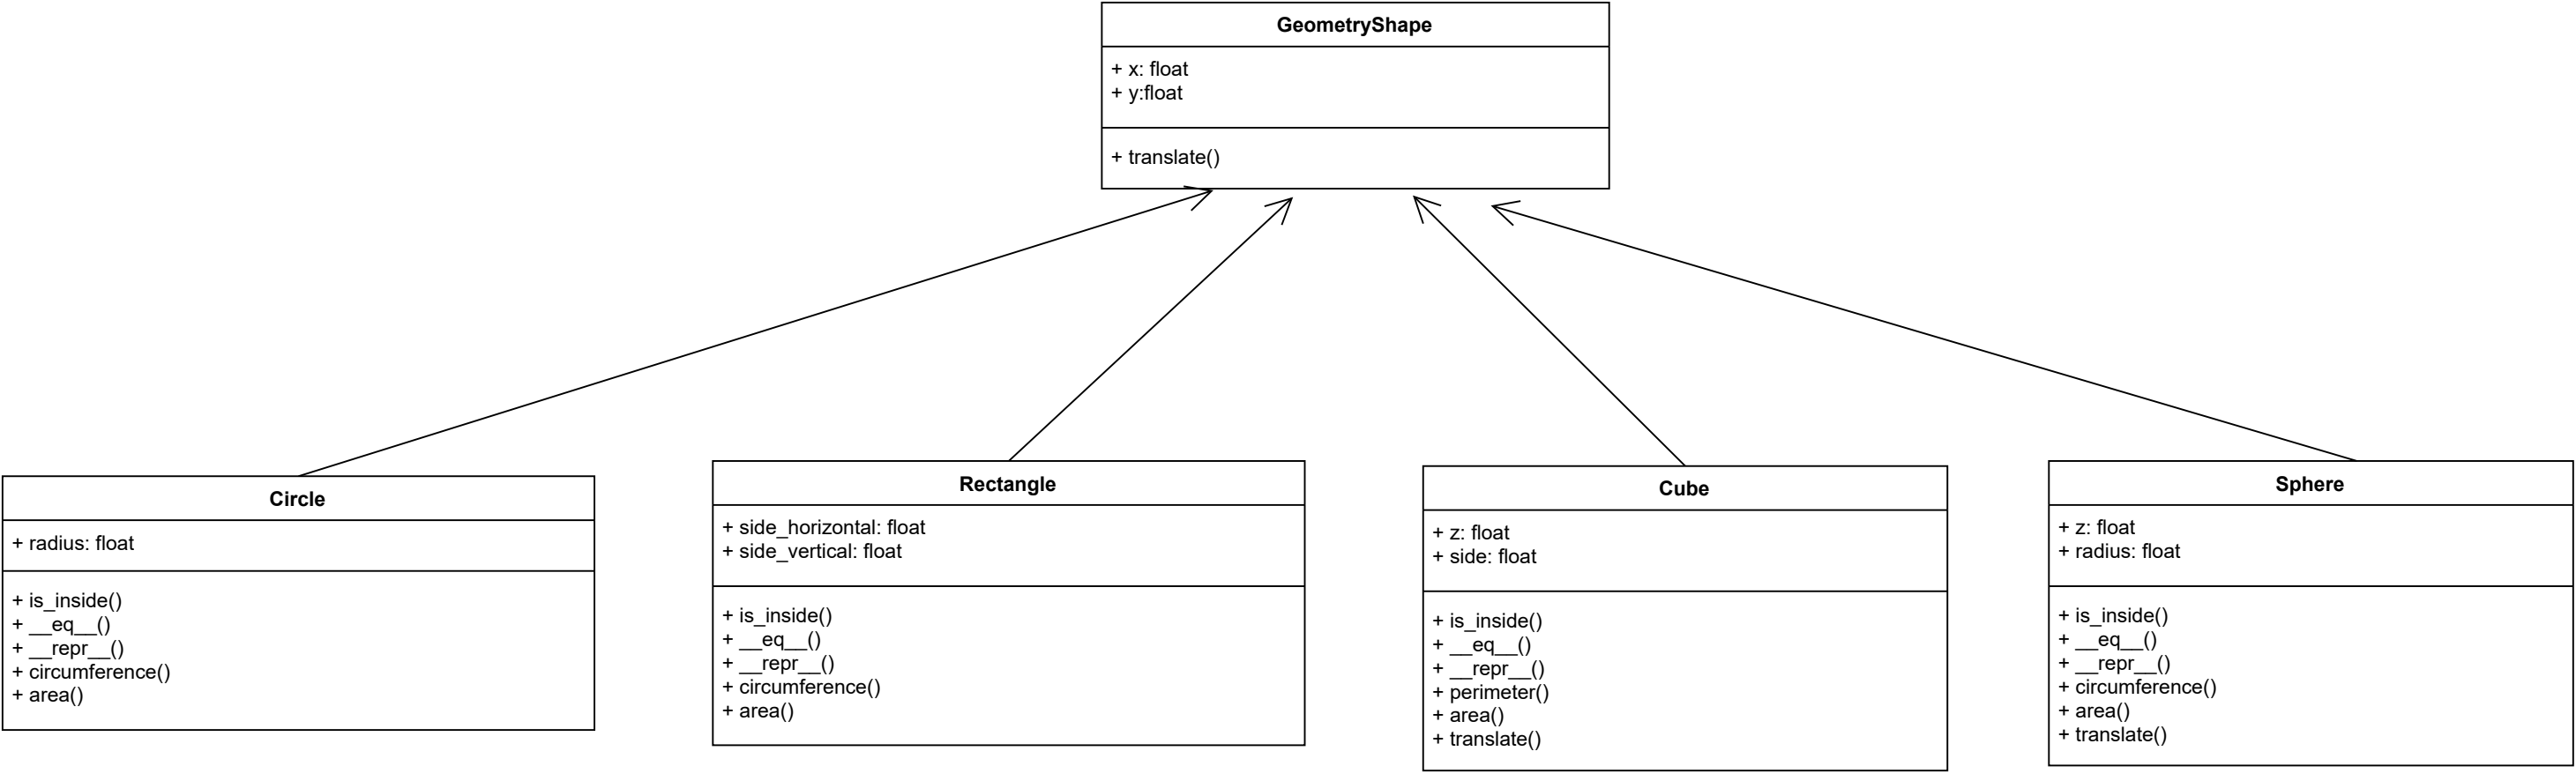 GeometryShape
+ x: float
+ y:float
+ translate()
Circle
+ radius: float
+ is_inside()
+ __eq__()
+ __repr__()
+ circumference()
+ area()
Rectangle
+ side_horizontal: float
+ side_vertical: float
+ is_inside()
+ __eq__()
+ __repr__()
+ circumference()
+ area()
Cube
+ z: float
+ side: float
+ is_inside()
+ __eq__()
+ __repr__()
+ perimeter()
+ area()
+ translate()
Sphere
+ z: float
+ radius: float
+ is_inside()
+ __eq__()
+ __repr__()
+ circumference()
+ area()
+ translate()